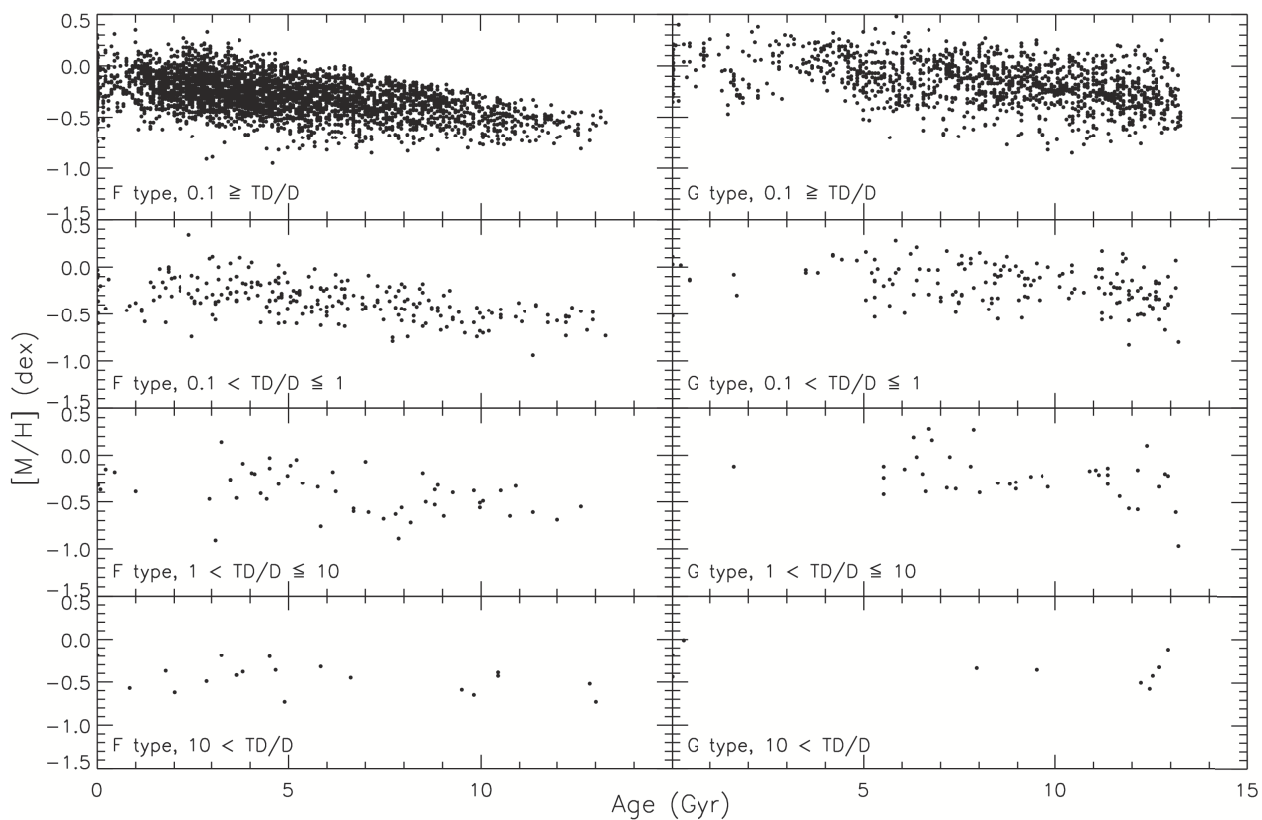 0.5
0.0
−0.5
−1.0
−1.5
F type, 0.1 ≧ TD/D
G type, 0.1 ≧ TD/D
0.5
0.0
−0.5
−1.0
−1.5
F type, 0.1 < TD/D ≦ 1
G type, 0.1 < TD/D ≦ 1
[M/H] (dex)
0.5
0.0
−0.5
−1.0
−1.5
F type, 1 < TD/D ≦ 10
G type, 1 < TD/D ≦ 10
0.5
0.0
−0.5
−1.0
−1.5
F type, 10 < TD/D
G type, 10 < TD/D
0 5 10 5 10 15
Age (Gyr)